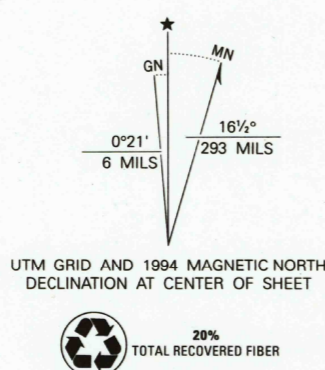 ★
GN
MN
0°21'
6 MILS
16½°
293 MILS
UTM GRID AND 1994 MAGNETIC NORTH
DECLINATION AT CENTER OF SHEET
20%
TOTAL RECOVERED FIBER